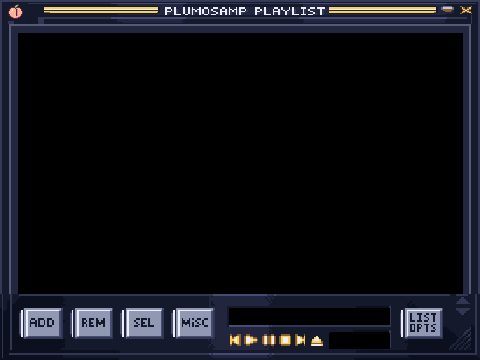 PLUMOSAMP PLAYLIST
ADD
REM
SEL
MiSC
LIST
OPTS